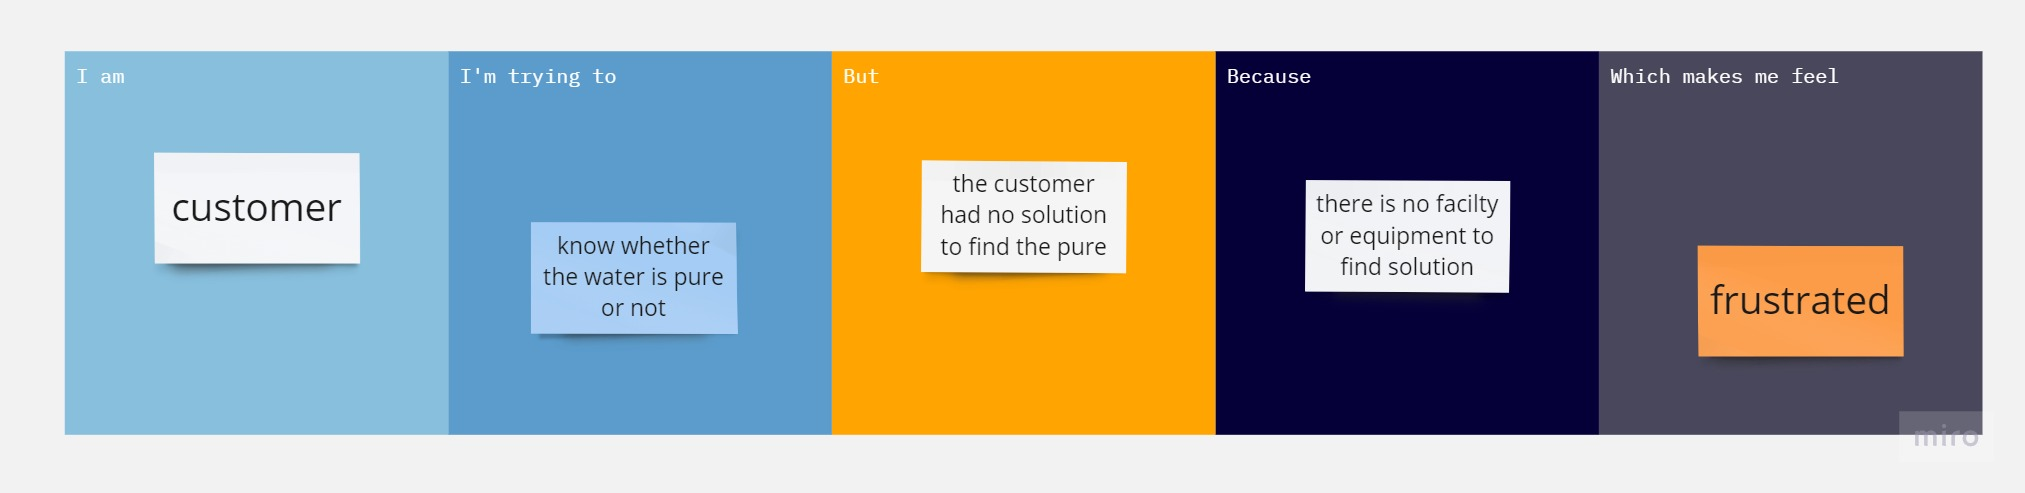 I am
customer
I'm trying to
know whether
the water is pure
or not
But
the customer
had no solution
to find the pure
Because
there is no facilty
or equipment to
find solution
Which makes me feel
frustrated
miro